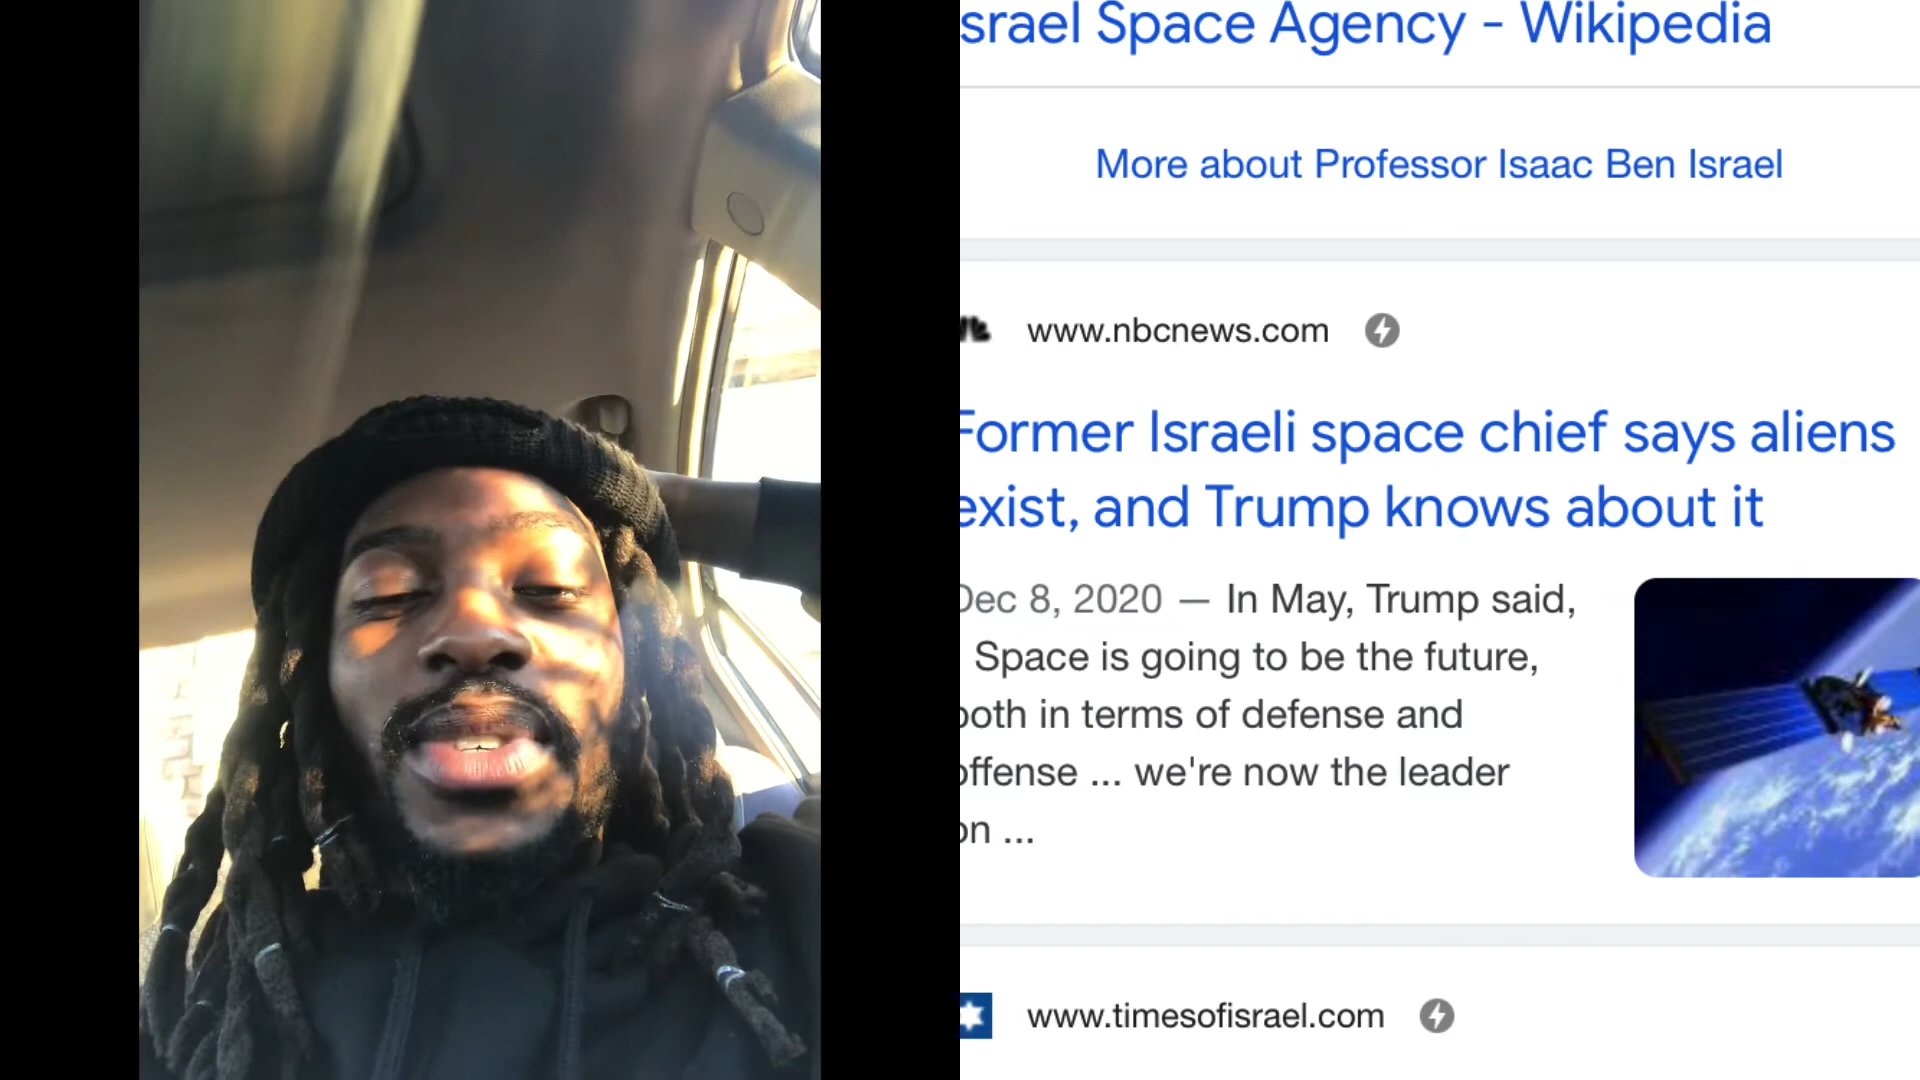 srael Space Agency - Wikipedia
More about Professor Isaac Ben Israel
www.nbcnews.com
Former Israeli space chief says aliens
exist, and Trump knows about it
Dec 8, 2020 — In May, Trump said,
Space is going to be the future,
both in terms of defense and
offense ... we're now the leader
on ...
www.timesofisrael.com